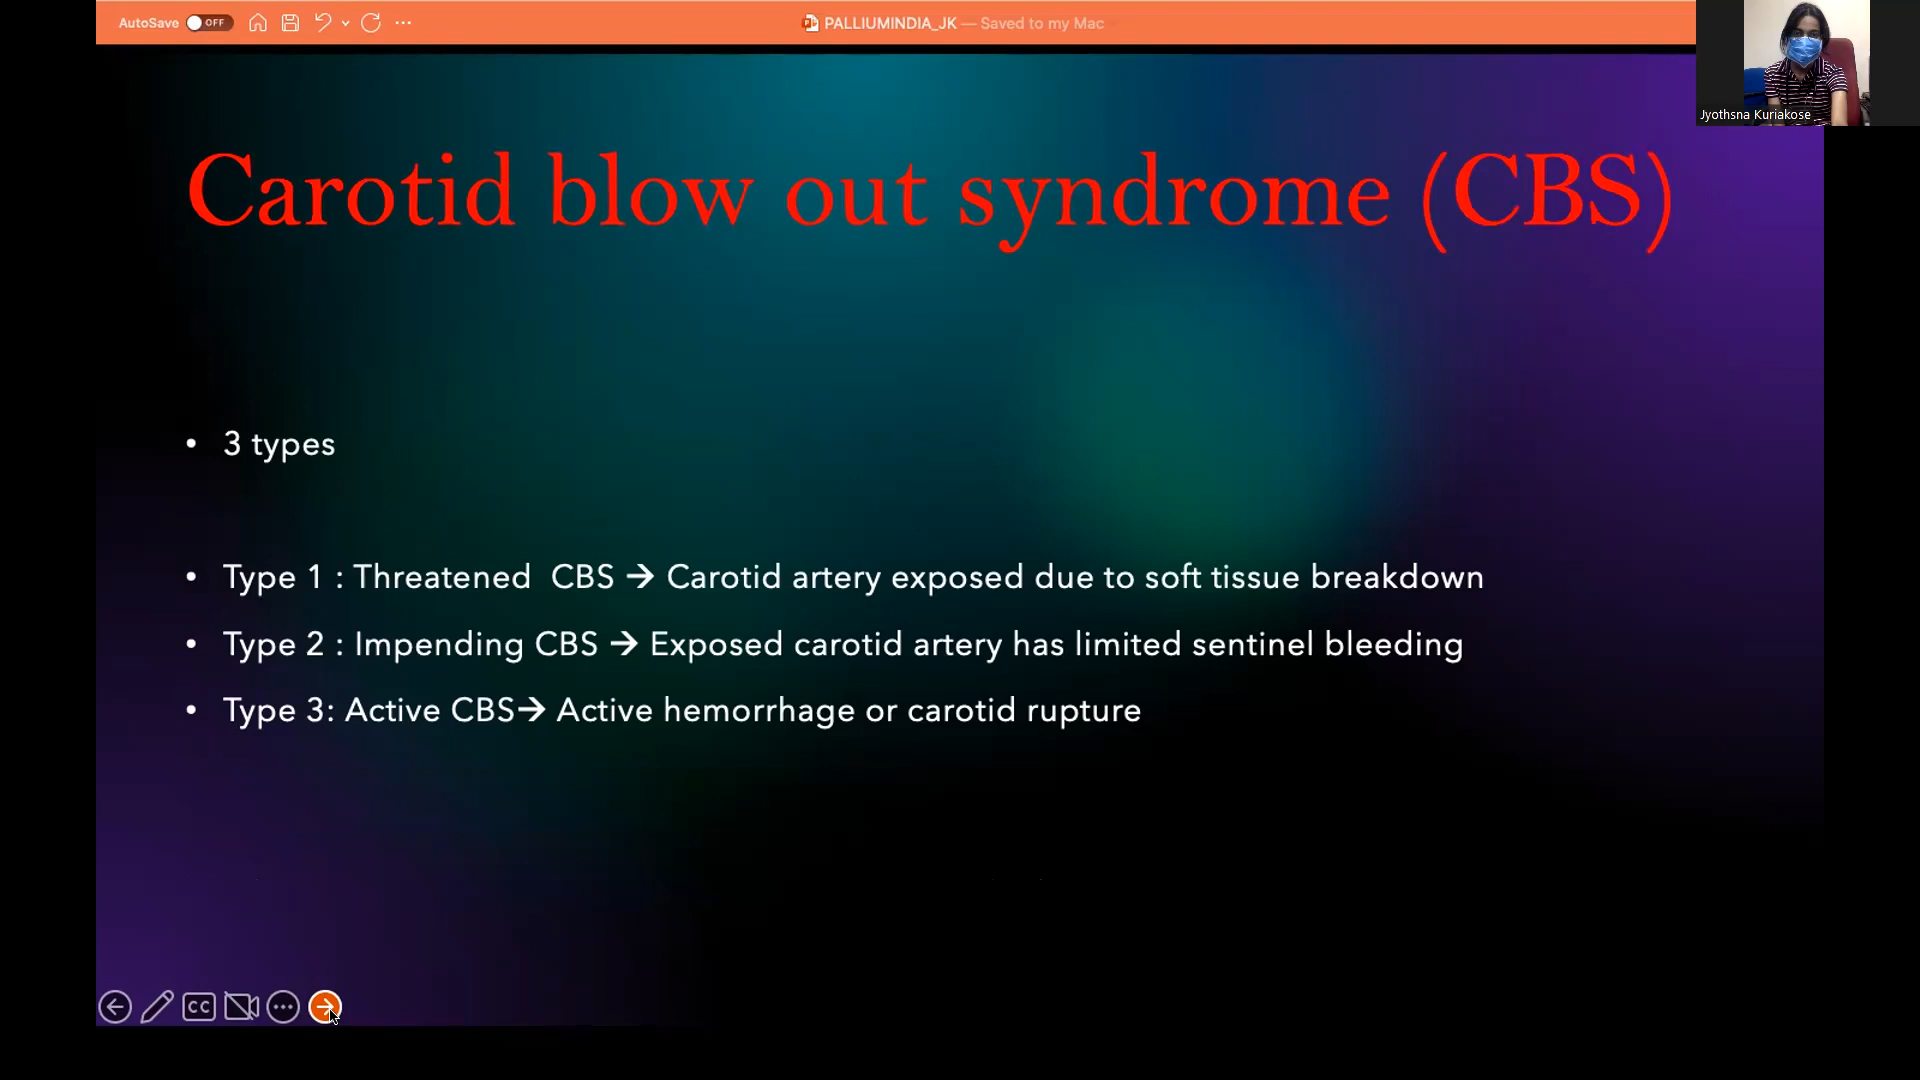 AutoSave OFF
PALLIUMINDIA_JK — Saved to my Mac
Jyothsna Kuriakose
Carotid blow out syndrome (CBS)
• 3 types
• Type 1 : Threatened CBS → Carotid artery exposed due to soft tissue breakdown
• Type 2 : Impending CBS → Exposed carotid artery has limited sentinel bleeding
• Type 3: Active CBS→ Active hemorrhage or carotid rupture
CC